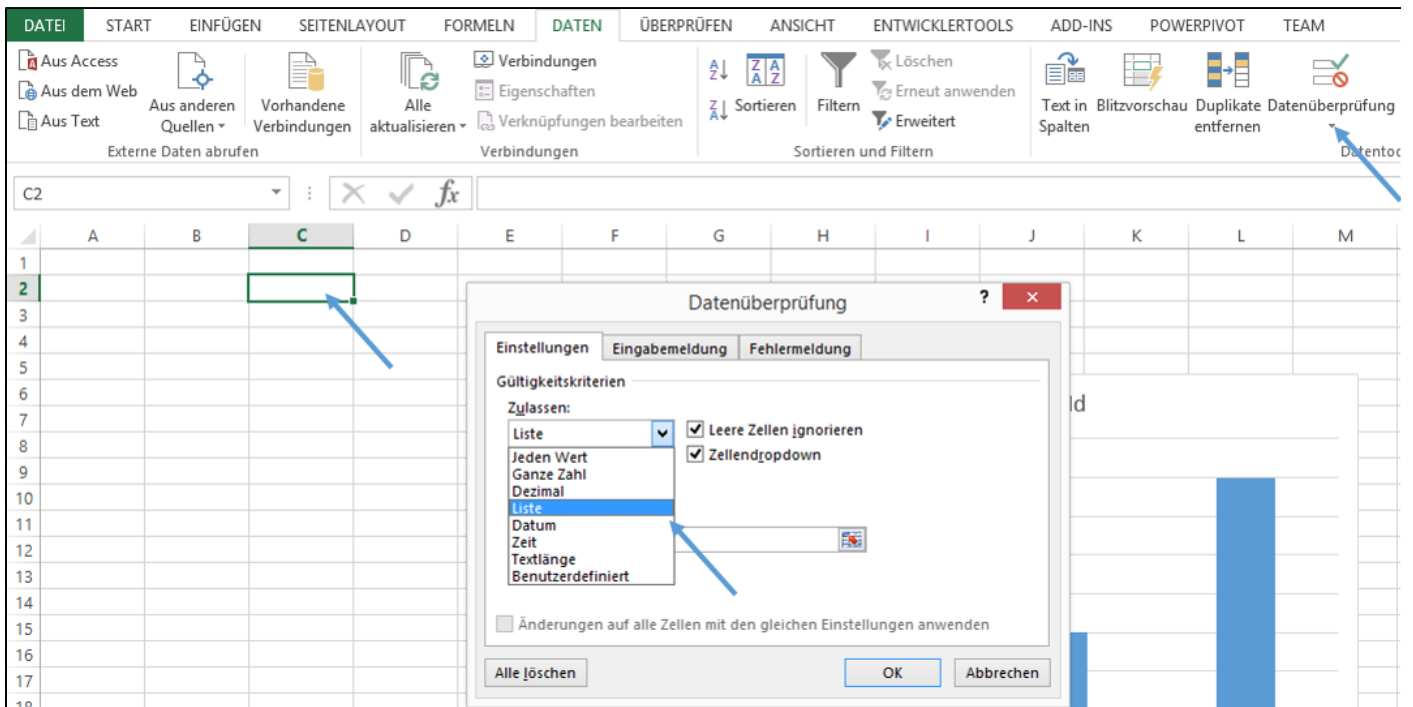 DATEI START EINFÜGEN SEITENLAYOUT FORMELN DATEN ÜBERPRÜFEN ANSICHT ENTWICKLERTOOLS ADD-INS POWERPIVOT TEAM
Aus Access
Aus dem Web
Aus Text
Aus anderen
Quellen
Externe Daten abrufen
Vorhandene
Verbindungen
Alle
aktualisieren
Verbindungen
Eigenschaften
Verknüpfungen bearbeiten
Verbindungen
Sortieren
Filtern
Löschen
Erneut anwenden
Erweitert
Sortieren und Filtern
Text in
Spalten
Blitzvorschau
Duplikate
entfernen
Datenüberprüfung
Datentoo
C2 fx
A B C D E F G H I J K L M
1
2
3
4
5
6
7
8
9
10
11
12
13
14
15
16
17
18
Datenüberprüfung ?
Einstellungen Eingabemeldung Fehlermeldung
Gültigkeitskriterien
Zulassen:
Liste
Leere Zellen ignorieren
Zellendropdown
Jeden Wert
Ganze Zahl
Dezimal
Liste
Datum
Zeit
Textlänge
Benutzerdefiniert
Änderungen auf alle Zellen mit den gleichen Einstellungen anwenden
Alle löschen OK Abbrechen
ld